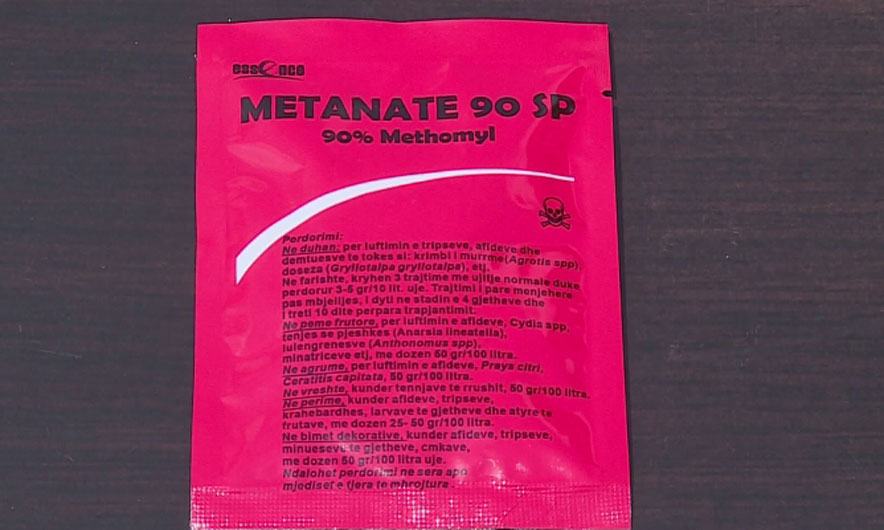 essence
METANATE 90 SP
90% Methomyl
Perdorimi:
Ne duhan: per luftimin e tripseve, afideve dhe
demtuesve te tokes si: krimbi i murrme(Agrotis spp),
doseza (Gryllotalpa gryllotalpa), etj.
Ne farishte, kryhen 3 trajtime me ujitje normale duke
perdorur 3-5 gr/10 lit. uje. Trajtimi i pare menjehere
pas mbjelljes, i dyti ne stadin e 4 gjetheve dhe
i treti 10 dite perpara trapjantimit.
Ne peme frutore, per luftimin e afideve, Cydia spp,
tenjes se pjeshkes (Anarsia lineatella),
lulengrenesve (Anthonomus spp),
minatriceve etj, me dozen 50 gr/100 litra.
Ne agrume, per luftimin e afideve, Praya citri,
Ceratitis capitata, 50 gr/100 litra.
Ne vreshte, kunder tennjave te rrushit, 50 gr/100 litra.
Ne perime, kunder afideve, tripseve,
krahebardhes, larvave te gjetheve dhe atyre te
frutave, me dozen 25- 50 gr/100 litra.
Ne bimet dekorative, kunder afideve, tripseve,
minueseve te gjetheve, cmkave,
me dozen 50 gr/100 litra uje.
Ndalohet perdorimi ne sera apo
mjediset e tjera te mbrojtura.